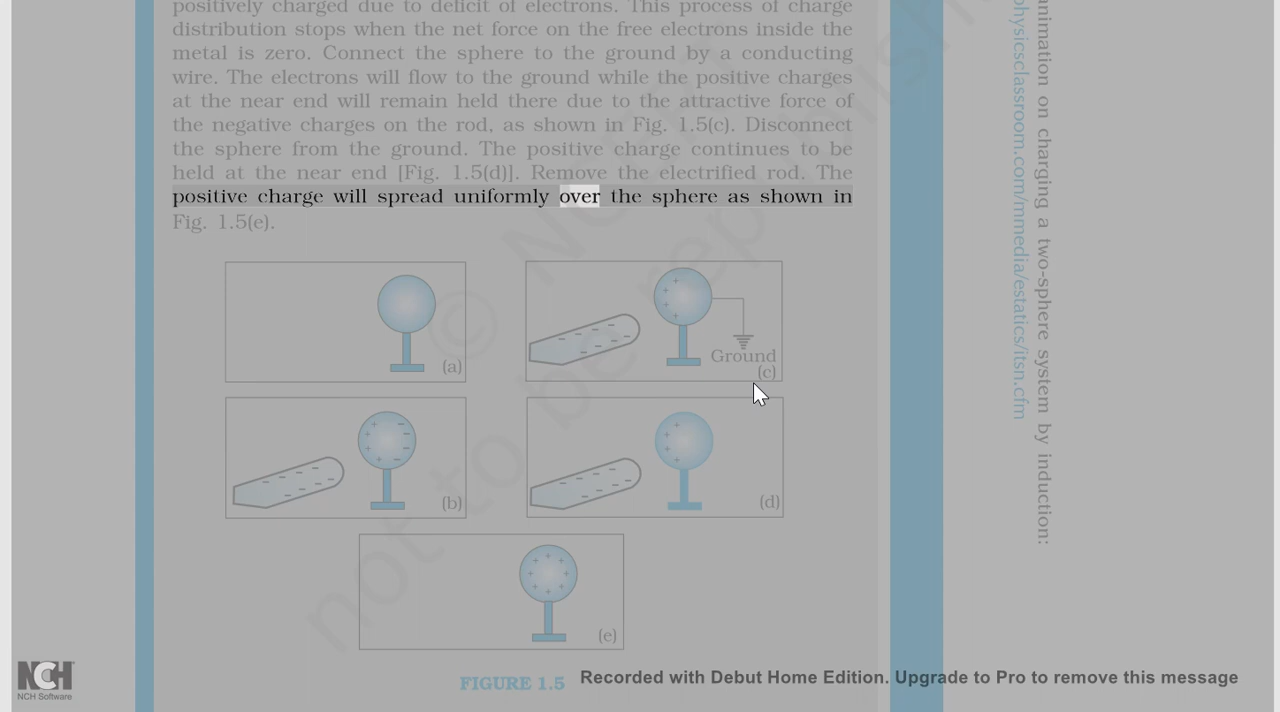 positively charged due to deficit of electrons. This process of charge
distribution stops when the net force on the free electrons inside the
metal is zero. Connect the sphere to the ground by a conducting
wire. The electrons will flow to the ground while the positive charges
at the near end will remain held there due to the attractive force of
the negative charges on the rod, as shown in Fig. 1.5(c). Disconnect
the sphere from the ground. The positive charge continues to be
held at the near end [Fig. 1.5(d)]. Remove the electrified rod. The
positive charge will spread uniformly over the sphere as shown in
Fig. 1.5(e).
(a)
Ground
(c)
(b)
(d)
(e)
FIGURE 1.5
animation on charging a two-sphere system by induction:
physicsclassroom.com/mmedia/estatics/itsn.cfm
© NCERT
not to be republished
NCH
NCH Software
Recorded with Debut Home Edition. Upgrade to Pro to remove this message